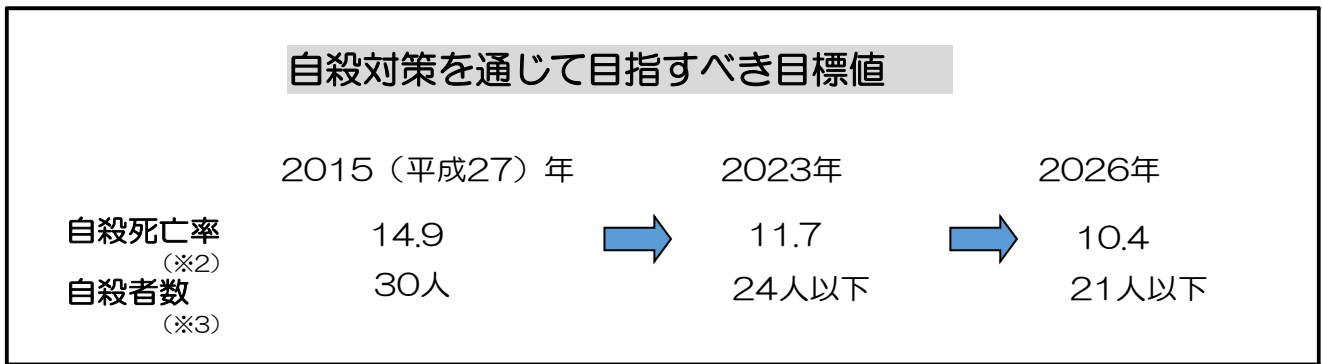 自殺対策を通じて目指すべき目標値
2015（平成27）年 2023年 2026年
自殺死亡率 14.9 11.7 10.4
（※2）
自殺者数 30人 24人以下 21人以下
（※3）